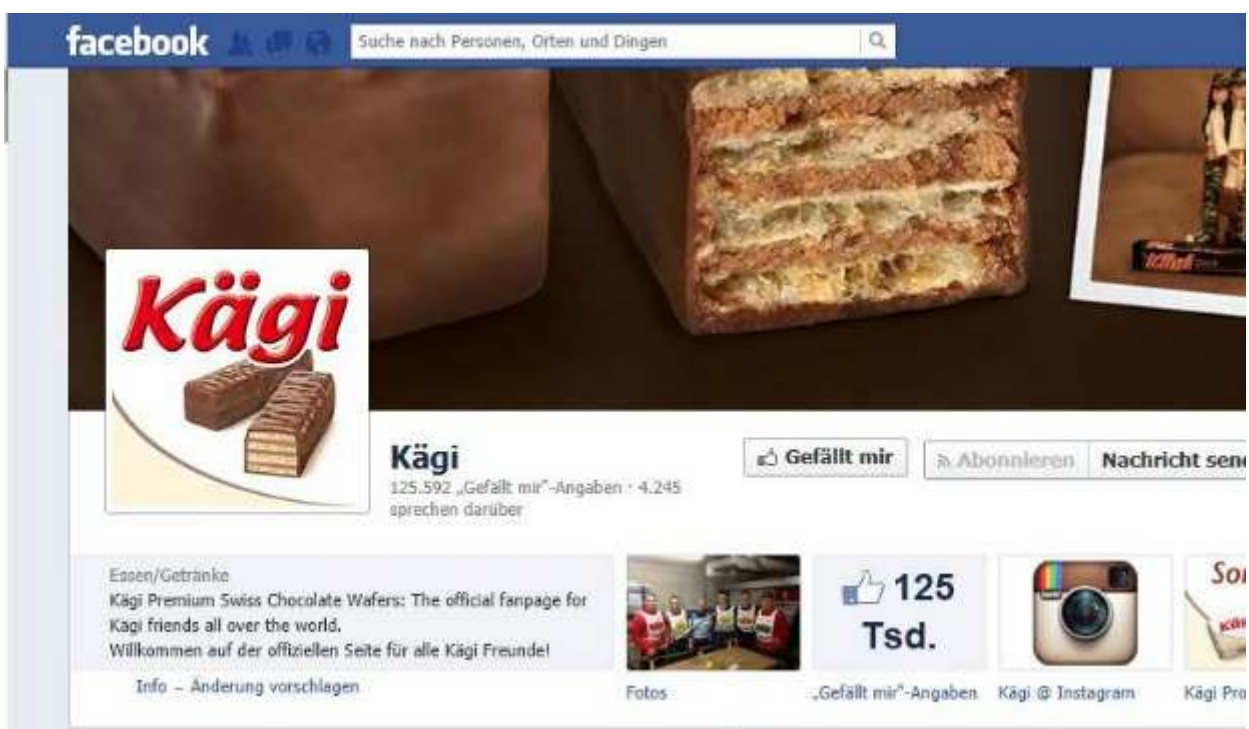 facebook
Suche nach Personen, Orten und Dingen
Kägi
Kägi
Kägi
Gefällt mir
Abonnieren
Nachricht send
125.592 „Gefällt mir"-Angaben · 4.245
sprechen darüber
Essen/Getränke
Kägi Premium Swiss Chocolate Wafers: The official fanpage for
Kägi friends all over the world.
Willkommen auf der offiziellen Seite für alle Kägi Freunde!
Info – Änderung vorschlagen
125
Tsd.
Fotos
„Gefällt mir"-Angaben
Kägi @ Instagram
Kägi Pro